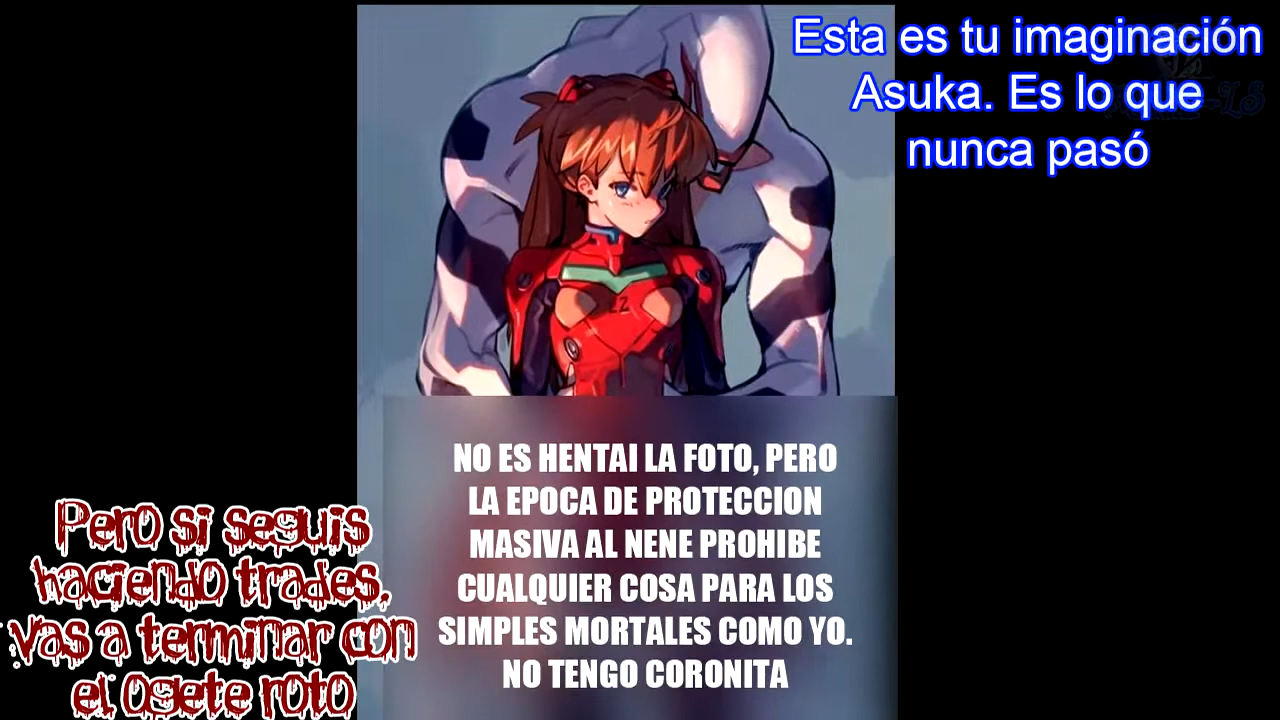 Esta es tu imaginación
Asuka. Es lo que
nunca pasó
NO ES HENTAI LA FOTO, PERO
LA EPOCA DE PROTECCION
MASIVA AL NENE PROHIBE
CUALQUIER COSA PARA LOS
SIMPLES MORTALES COMO YO.
NO TENGO CORONITA
Pero si seguis
haciendo trades,
vas a terminar con
el ogete roto